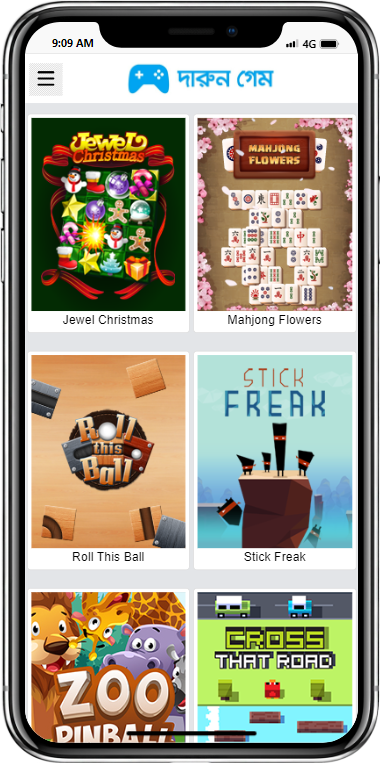 9:09 AM
4G
দারুন গেম
Jewel
Christmas
MAHJONG
FLOWERS
Jewel Christmas
Mahjong Flowers
Roll
this
Ball
STICK
FREAK
Roll This Ball
Stick Freak
ZOO
PINBALL
CROSS
THAT ROAD